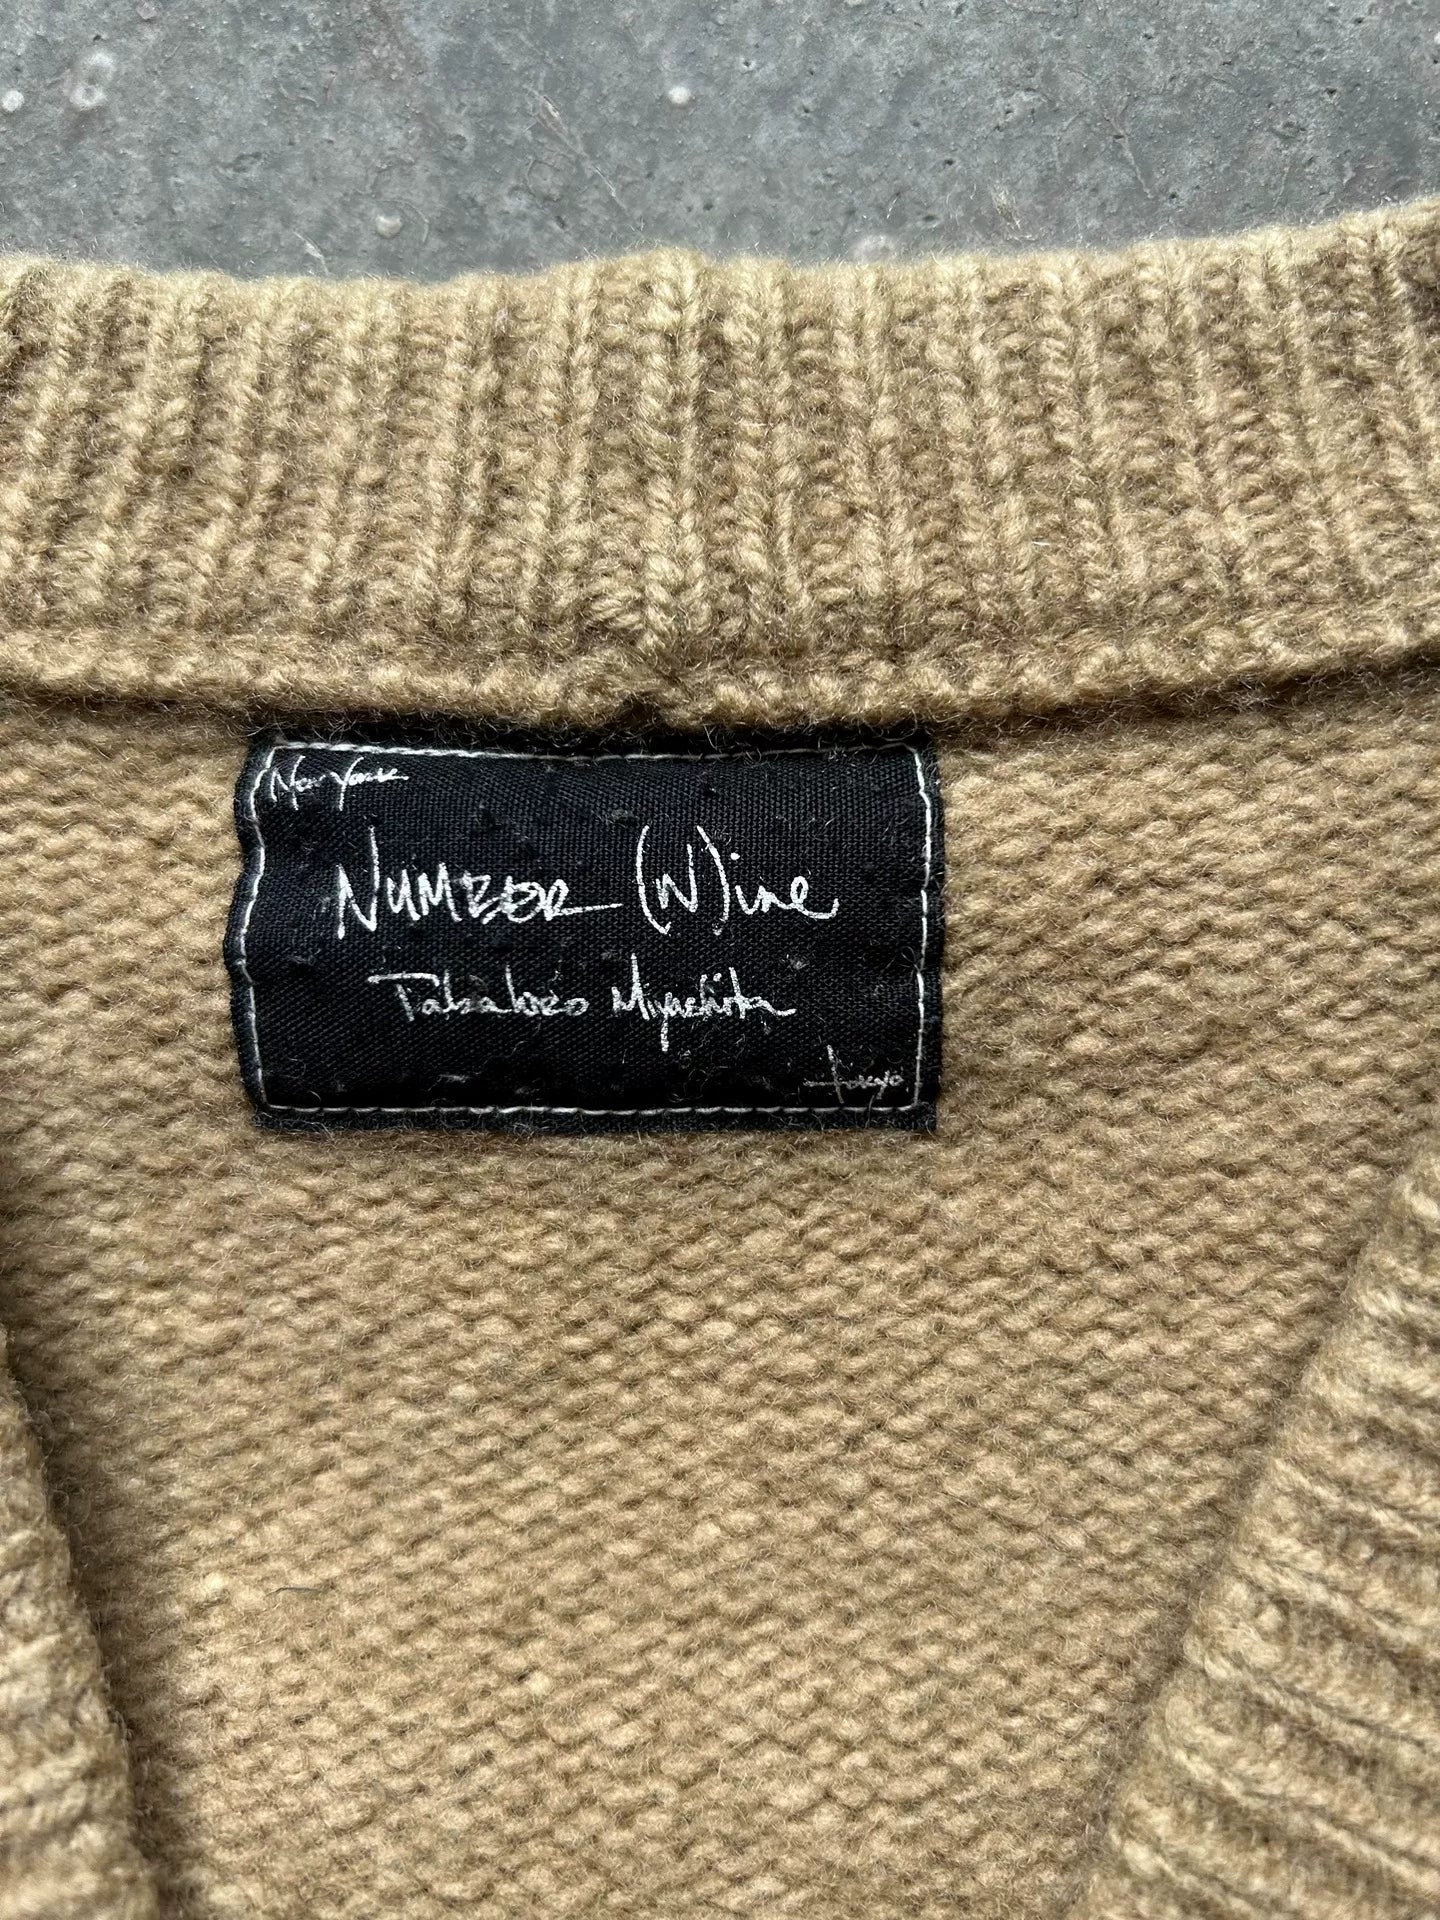 New York
NUMBER (N)ine
Takahiro Miyashita
Tokyo